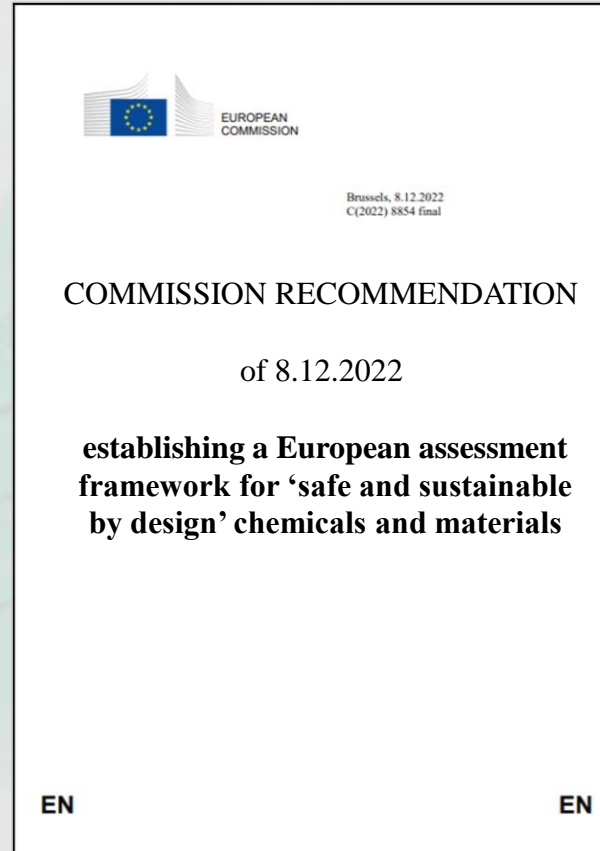 EUROPEAN
COMMISSION
Brussels, 8.12.2022
C(2022) 8854 final
COMMISSION RECOMMENDATION
of 8.12.2022
establishing a European assessment
framework for ‘safe and sustainable
by design’ chemicals and materials
EN EN